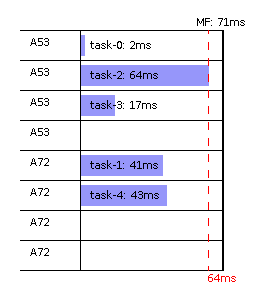 MF: 71ms
A53 task-0: 2ms
A53 task-2: 64ms
A53 task-3: 17ms
A53
A72 task-1: 41ms
A72 task-4: 43ms
A72
A72
64ms